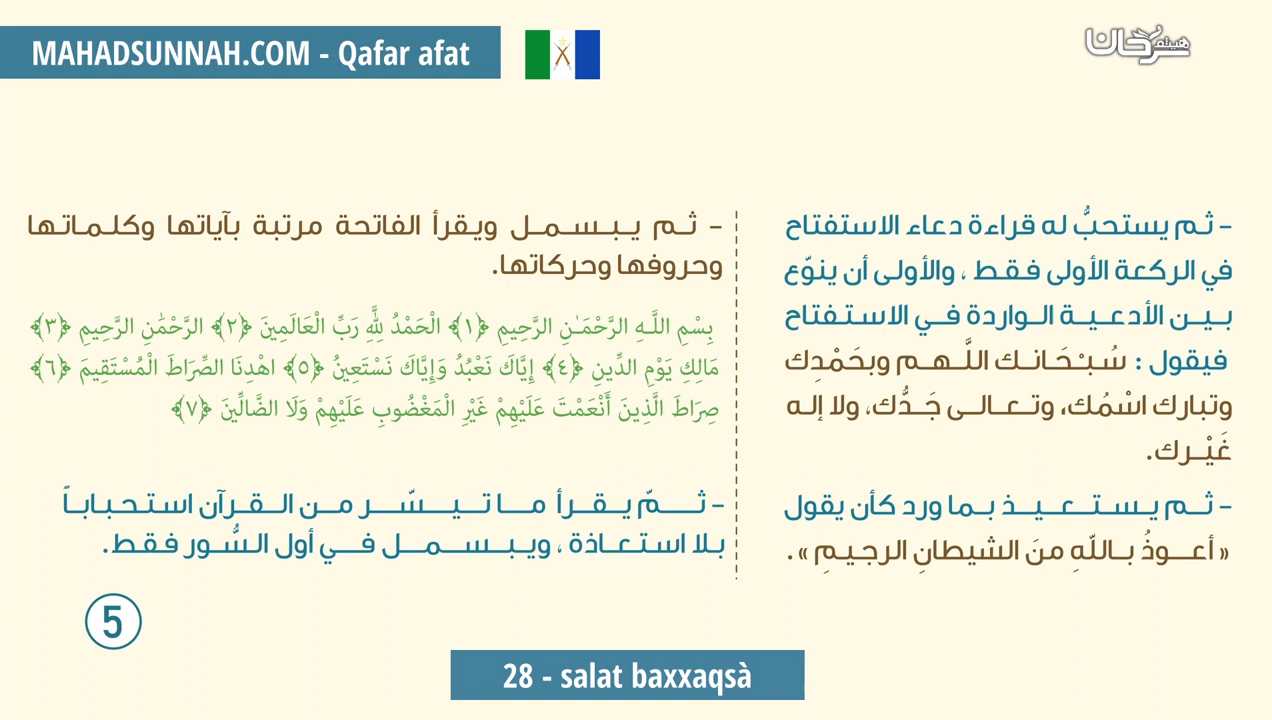 MAHADSUNNAH.COM - Qafar afat
هيثم سرحان
- ثم يستحبُّ له قراءة دعاء الاستفتاح
في الركعة الأولى فقط ، والأولى أن ينوّع
بين الأدعية الواردة في الاستفتاح
فيقول : سُبْحَانك اللَّهم وبحَمْدِك
وتبارك اسْمُك، وتعالى جَدُّك، ولا إله
غَيْرك.
- ثم يستعيذ بما ورد كأن يقول
« أعوذُ باللّهِ منَ الشيطانِ الرجيمِ » .
- ثم يبسمل ويقرأ الفاتحة مرتبة بآياتها وكلماتها
وحروفها وحركاتها.
بِسْمِ اللَّـهِ الرَّحْمَـٰنِ الرَّحِيمِ ﴿١﴾ الْحَمْدُ لِلَّهِ رَبِّ الْعَالَمِينَ ﴿٢﴾ الرَّحْمَٰنِ الرَّحِيمِ ﴿٣﴾
مَالِكِ يَوْمِ الدِّينِ ﴿٤﴾ إِيَّاكَ نَعْبُدُ وَإِيَّاكَ نَسْتَعِينُ ﴿٥﴾ اهْدِنَا الصِّرَاطَ الْمُسْتَقِيمَ ﴿٦﴾
صِرَاطَ الَّذِينَ أَنْعَمْتَ عَلَيْهِمْ غَيْرِ الْمَغْضُوبِ عَلَيْهِمْ وَلَا الضَّالِّينَ ﴿٧﴾
- ثمّ يقرأ ما تيسّر من القرآن استحباباً
بلا استعاذة ، ويبسمل في أول السُّور فقط.
5
28 - salat baxxaqsà